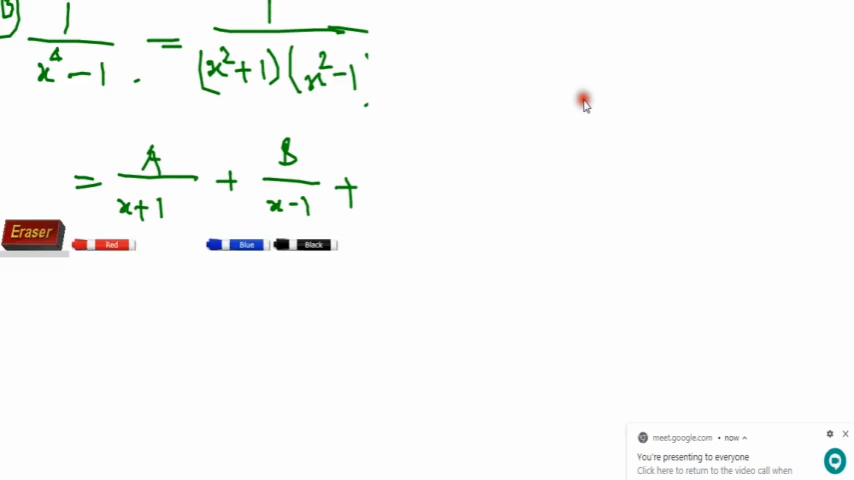 B) 1/(x^4 - 1) = 1/((x^2 + 1)(x^2 - 1)
= A/(x+1) + B/(x-1) +
Eraser Red Blue Black
meet.google.com • now
You're presenting to everyone
Click here to return to the video call when